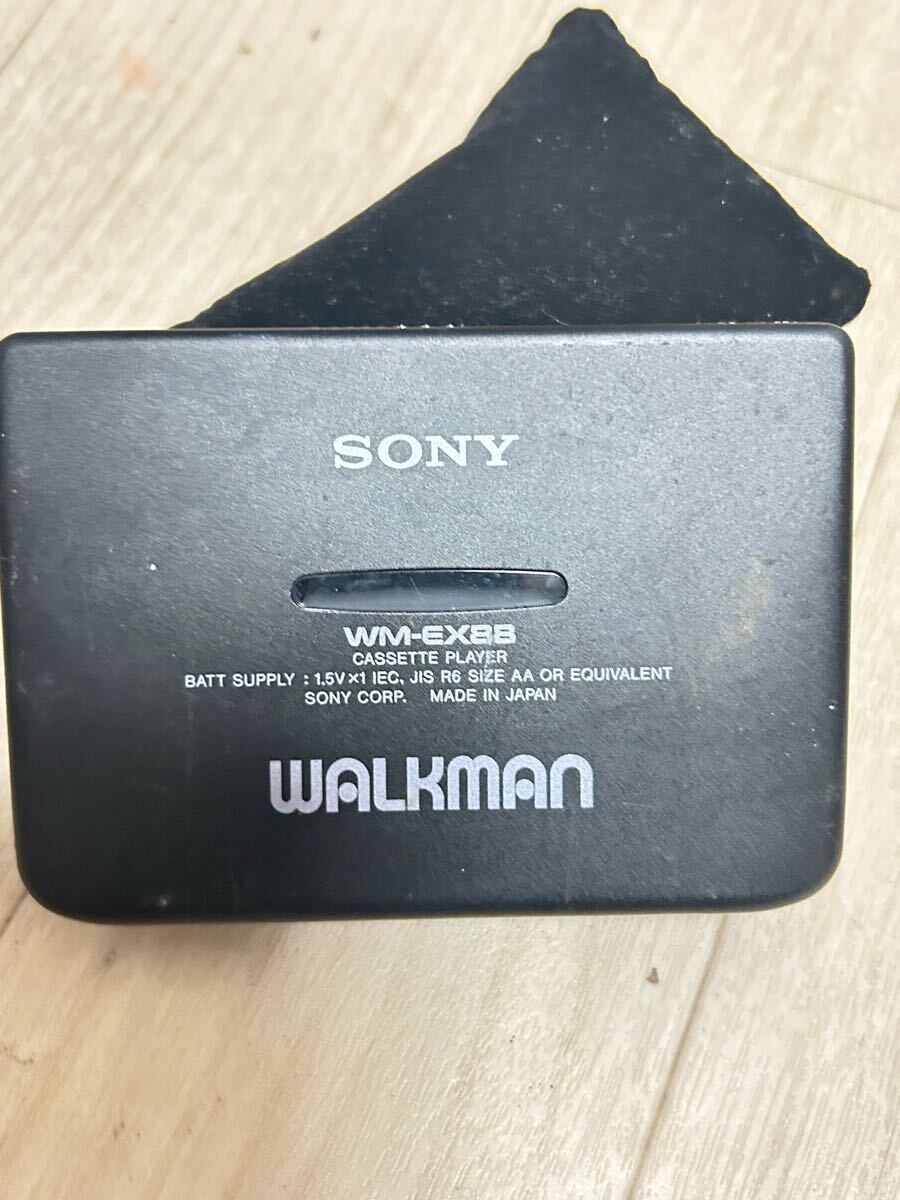 SONY
WM-EX88
CASSETTE PLAYER
BATT SUPPLY : 1.5V×1 IEC, JIS R6 SIZE AA OR EQUIVALENT
SONY CORP. MADE IN JAPAN
WALKMAN